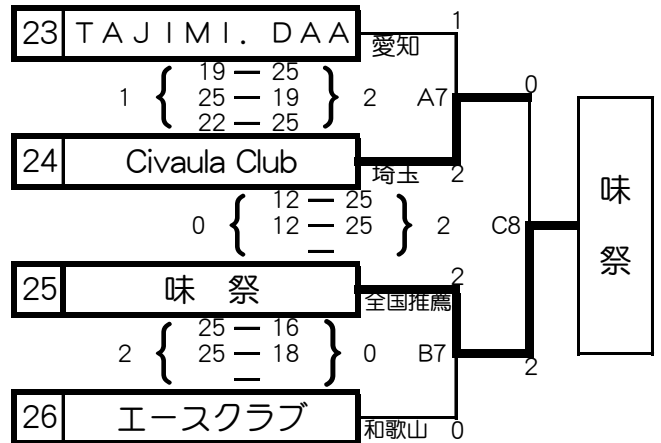 23 ＴＡＪＩＭＩ．ＤＡＡ 愛知 1
19 ― 25
1 { 25 ― 19 } 2 A7 0
22 ― 25
24 Civaula Club 埼玉 2
12 ― 25
0 { 12 ― 25 } 2 C8
―
味祭
25 味　祭 全国推薦 2
25 ― 16
2 { 25 ― 18 } 0 B7 2
―
26 エースクラブ 和歌山 0